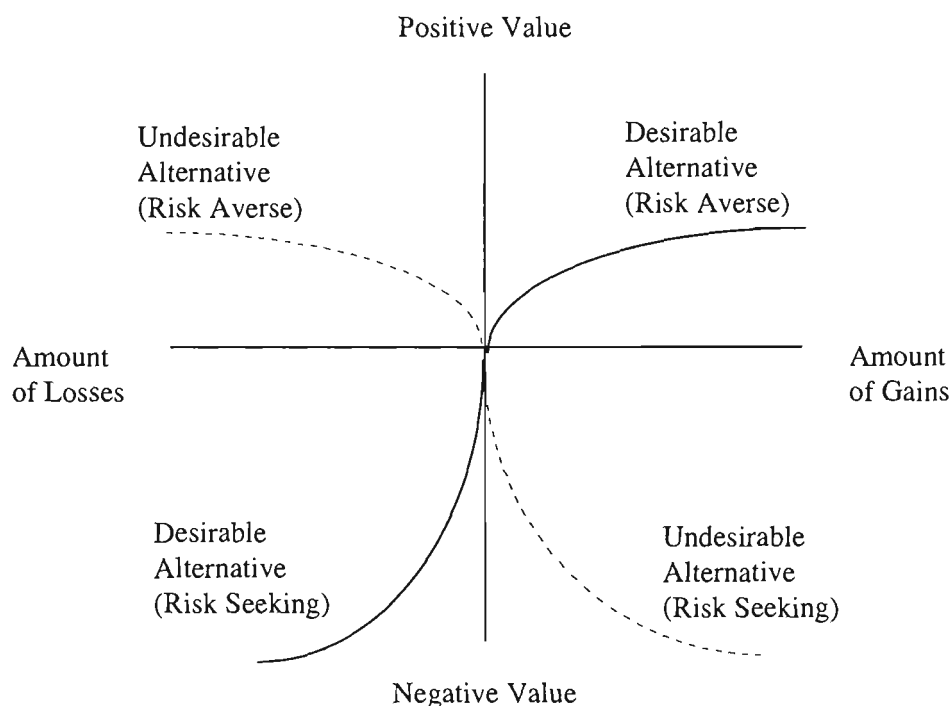 Positive Value
Undesirable
Alternative
(Risk Averse)
Desirable
Alternative
(Risk Averse)
Amount
of Losses
Amount
of Gains
Desirable
Alternative
(Risk Seeking)
Undesirable
Alternative
(Risk Seeking)
Negative Value